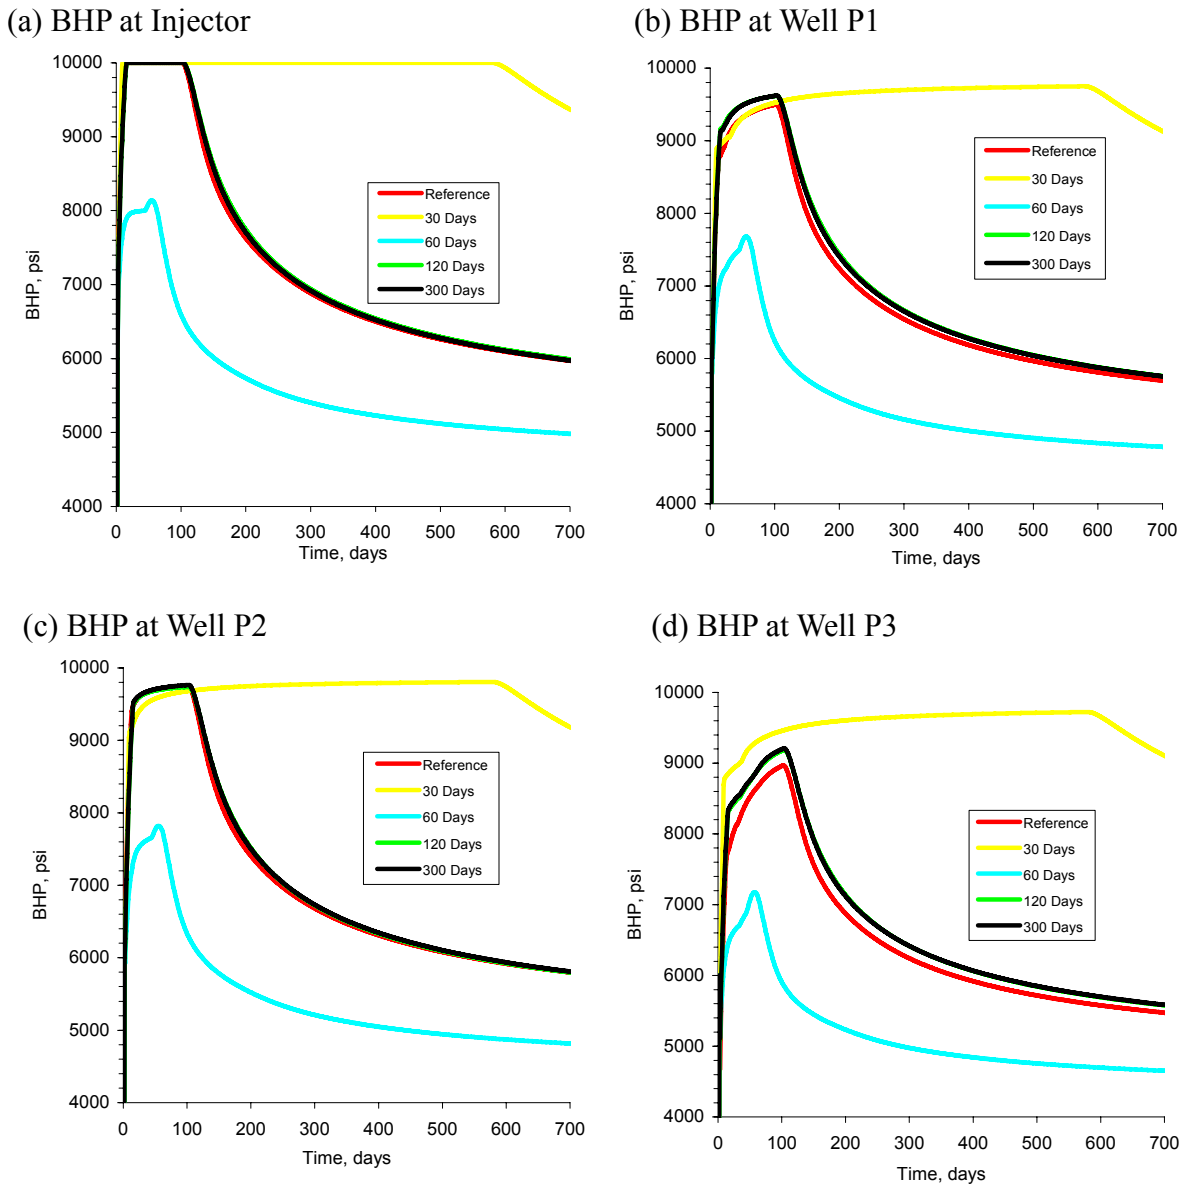 (a) BHP at Injector
10000
9000
8000
7000
6000
5000
4000
BHP, psi
0 100 200 300 400 500 600 700
Time, days
Reference
30 Days
60 Days
120 Days
300 Days
(b) BHP at Well P1
10000
9000
8000
7000
6000
5000
4000
BHP, psi
0 100 200 300 400 500 600 700
Time, days
Reference
30 Days
60 Days
120 Days
300 Days
(c) BHP at Well P2
10000
9000
8000
7000
6000
5000
4000
BHP, psi
0 100 200 300 400 500 600 700
Time, days
Reference
30 Days
60 Days
120 Days
300 Days
(d) BHP at Well P3
10000
9000
8000
7000
6000
5000
4000
BHP, psi
0 100 200 300 400 500 600 700
Time, days
Reference
30 Days
60 Days
120 Days
300 Days